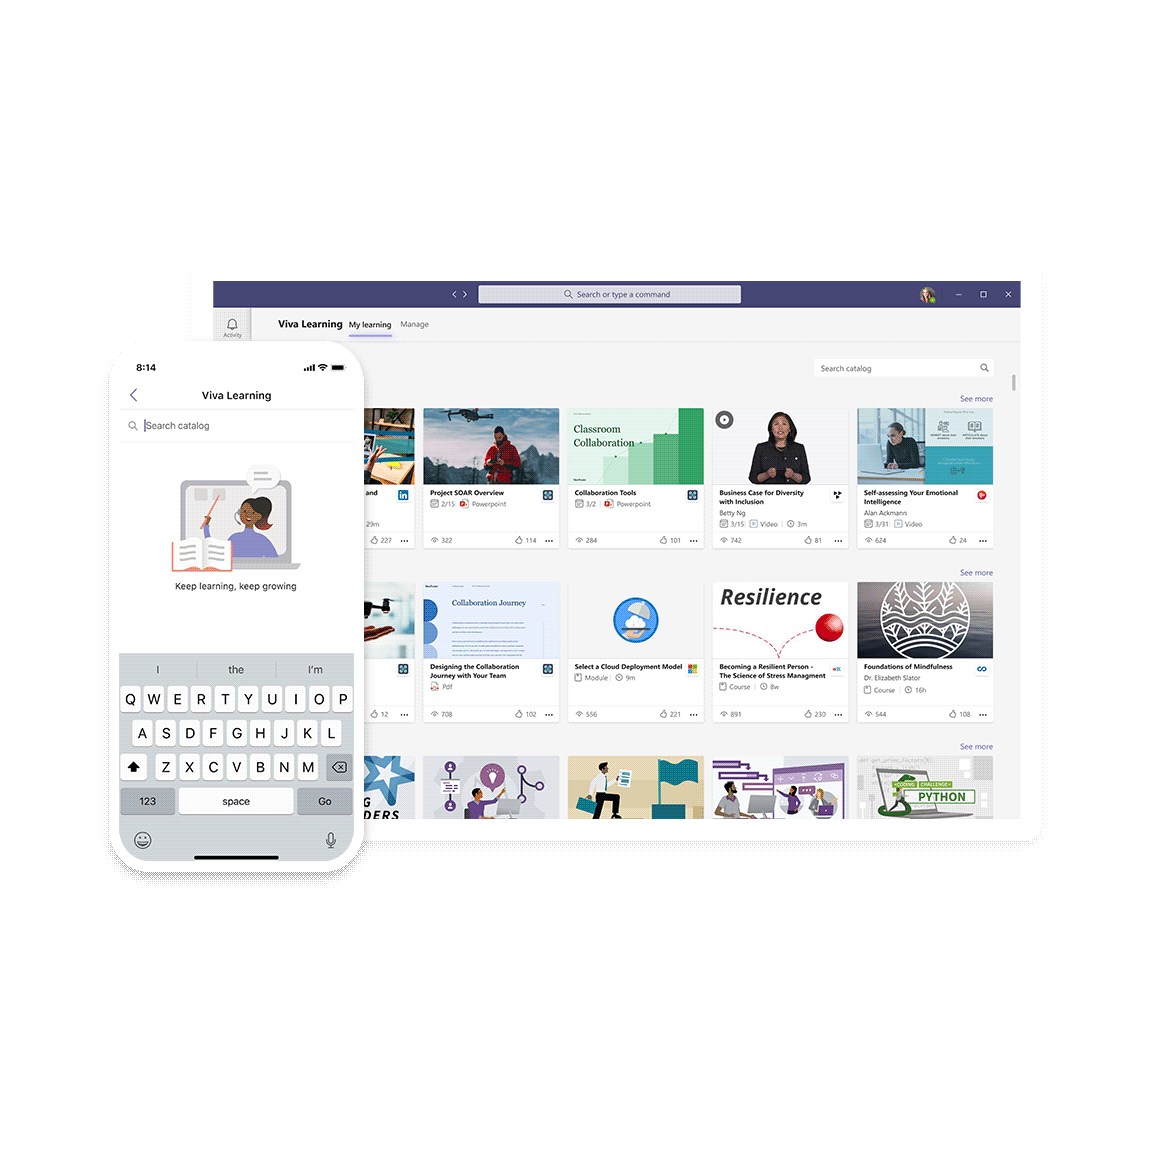 Search or type a command
Activity
Viva Learning
My learning
Manage
Search catalog
See more
and
29m
227
Classroom
Collaboration
Project SOAR Overview
2/15
Powerpoint
322
114
Collaboration Tools
3/2
Powerpoint
284
101
Business Case for Diversity
with Inclusion
Betty Ng
3/15
Video
3m
742
81
Self-assessing Your Emotional
Intelligence
Alan Ackmann
3/31
Video
624
24
See more
12
Collaboration Journey
Designing the Collaboration
Journey with Your Team
Pdf
708
102
Select a Cloud Deployment Model
Module
9m
556
221
Resilience
Becoming a Resilient Person -
The Science of Stress Managment
Course
8w
891
230
Foundations of Mindfulness
Dr. Elizabeth Slator
Course
16h
544
108
See more
G
DERS
CODING CHALLENGE
PYTHON
8:14
Viva Learning
Search catalog
Keep learning, keep growing
I the I'm
Q W E R T Y U I O P
A S D F G H J K L
Z X C V B N M
123 space Go